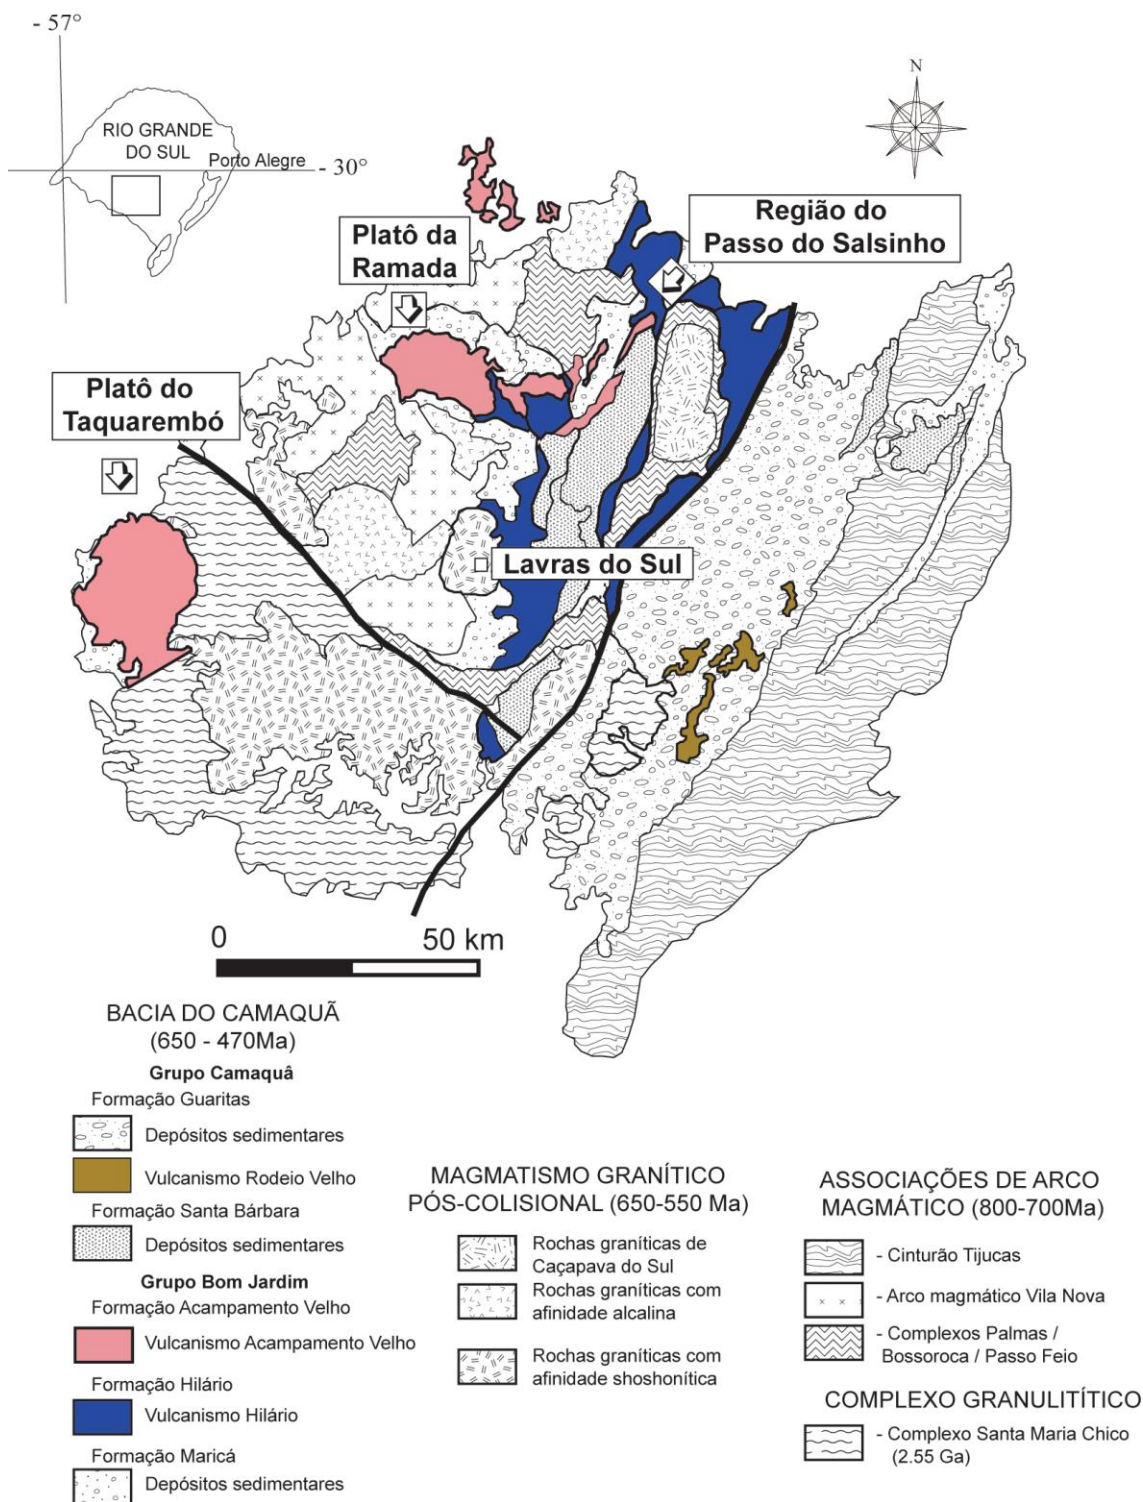 - 57°
RIO GRANDE
DO SUL
Porto Alegre
- 30°
N
Platô da
Ramada
Região do
Passo do Salsinho
Platô do
Taquarembó
Lavras do Sul
0
50 km
BACIA DO CAMAQUÃ
(650 - 470Ma)
Grupo Camaquâ
Formação Guaritas
Depósitos sedimentares
Vulcanismo Rodeio Velho
Formação Santa Bárbara
Depósitos sedimentares
Grupo Bom Jardim
Formação Acampamento Velho
Vulcanismo Acampamento Velho
Formação Hilário
Vulcanismo Hilário
Formação Maricá
Depósitos sedimentares
MAGMATISMO GRANÍTICO
PÓS-COLISIONAL (650-550 Ma)
Rochas graníticas de
Caçapava do Sul
Rochas graníticas com
afinidade alcalina
Rochas graníticas com
afinidade shoshonítica
ASSOCIAÇÕES DE ARCO
MAGMÁTICO (800-700Ma)
- Cinturão Tijucas
- Arco magmático Vila Nova
- Complexos Palmas /
Bossoroca / Passo Feio
COMPLEXO GRANULITÍTICO
- Complexo Santa Maria Chico
(2.55 Ga)